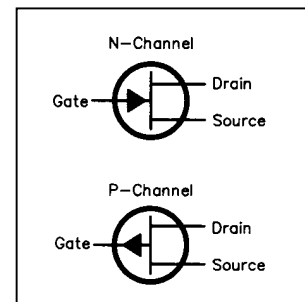 N-Channel
Drain
Gate
Source
P-Channel
Drain
Gate
Source